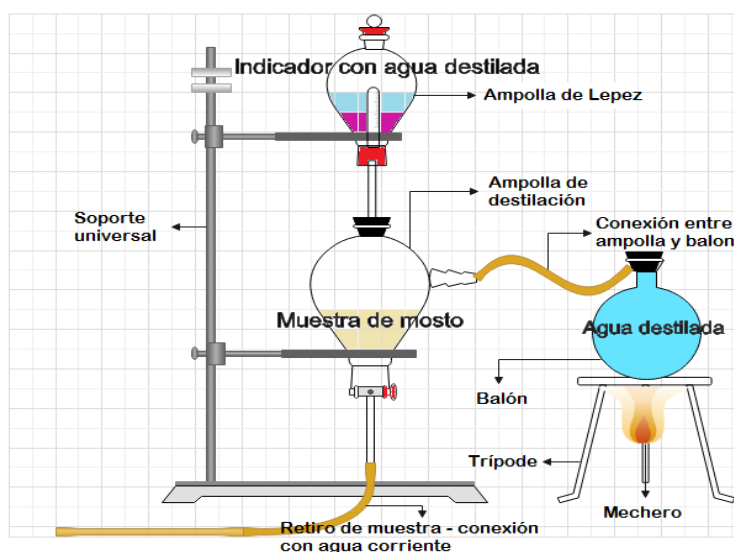 Indicador con agua destilada
Ampolla de Lepez
Ampolla de
destilación
Soporte
universal
Conexión entre
ampolla y balon
Muestra de mosto
Agua destilada
Balón
Trípode
Mechero
Retiro de muestra - conexión
con agua corriente